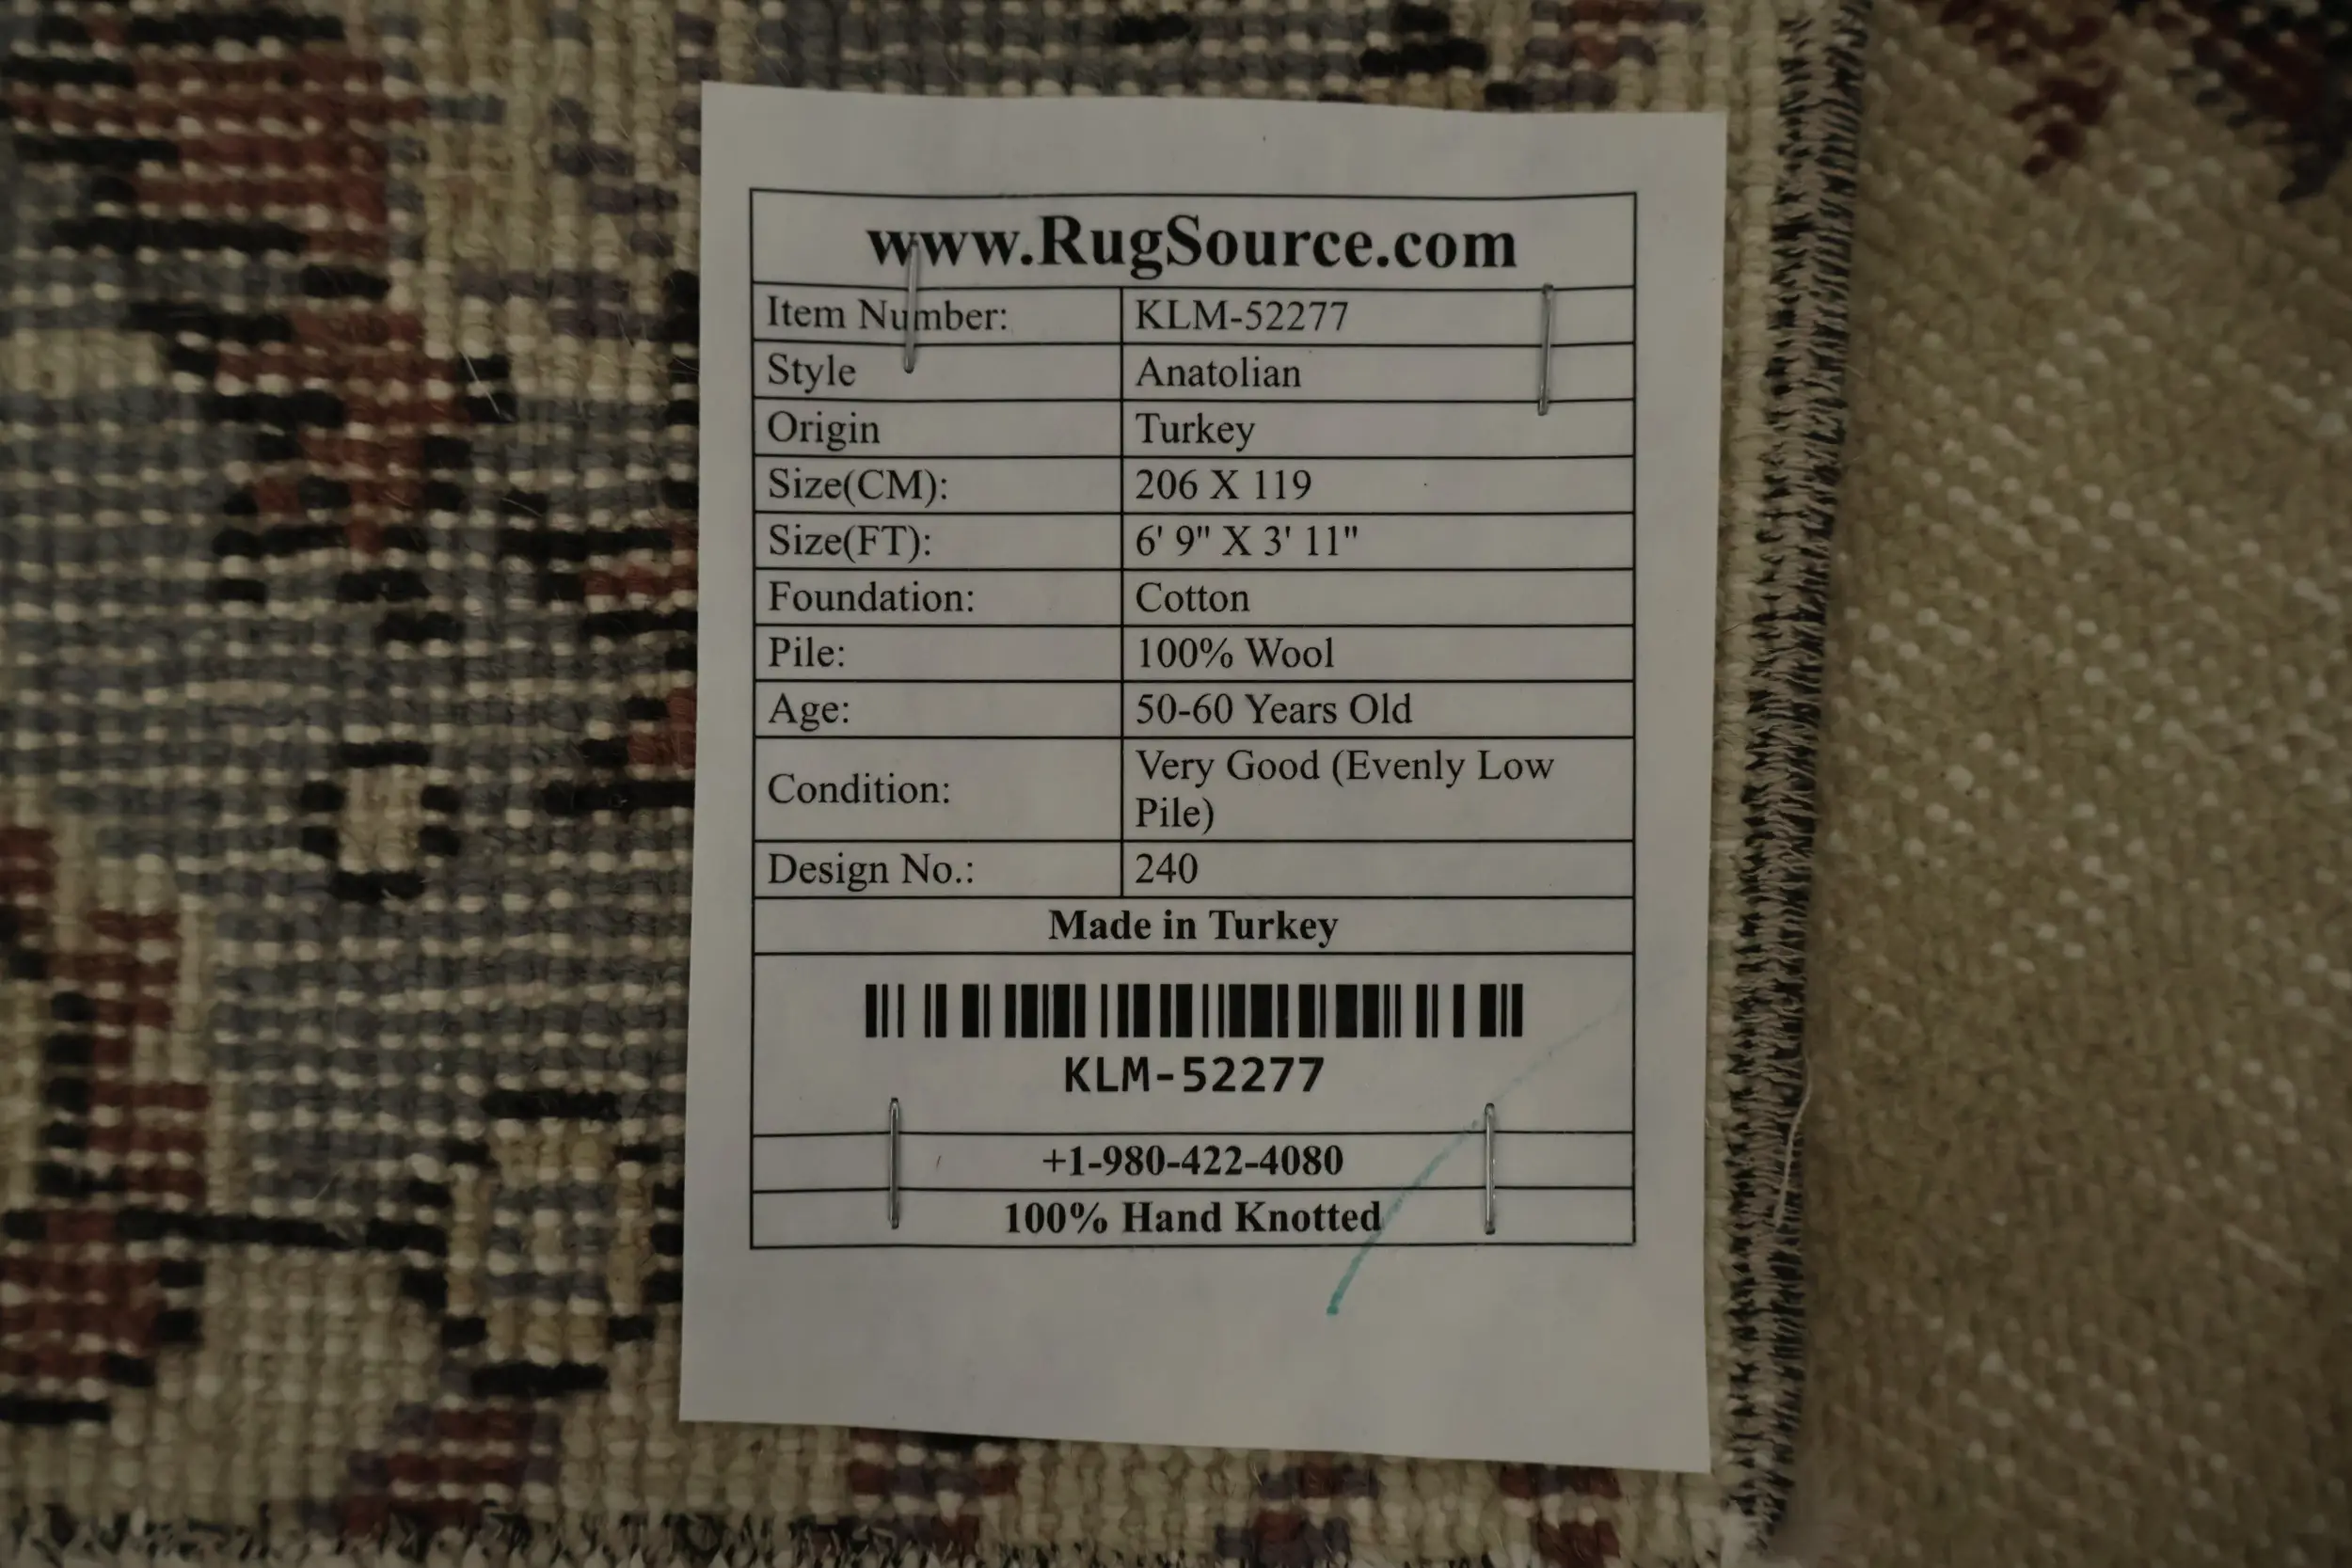 www.RugSource.com
Item Number: KLM-52277
Style Anatolian
Origin Turkey
Size(CM): 206 X 119
Size(FT): 6' 9" X 3' 11"
Foundation: Cotton
Pile: 100% Wool
Age: 50-60 Years Old
Condition: Very Good (Evenly Low
Pile)
Design No.: 240
Made in Turkey
KLM-52277
+1-980-422-4080
100% Hand Knotted